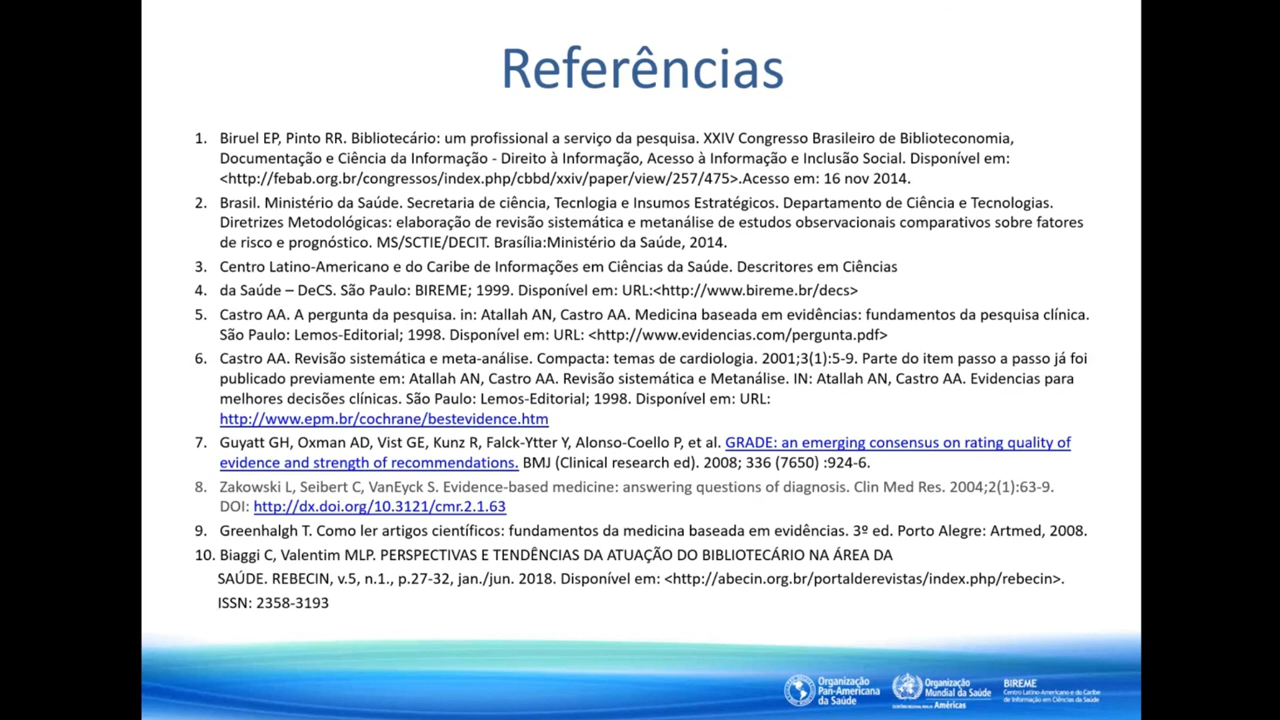 Referências
1. Biruel EP, Pinto RR. Bibliotecário: um profissional a serviço da pesquisa. XXIV Congresso Brasileiro de Biblioteconomia,
Documentação e Ciência da Informação - Direito à Informação, Acesso à Informação e Inclusão Social. Disponível em:
<http://febab.org.br/congressos/index.php/cbbd/xxiv/paper/view/257/475>.Acesso em: 16 nov 2014.
2. Brasil. Ministério da Saúde. Secretaria de ciência, Tecnlogia e Insumos Estratégicos. Departamento de Ciência e Tecnologias.
Diretrizes Metodológicas: elaboração de revisão sistemática e metanálise de estudos observacionais comparativos sobre fatores
de risco e prognóstico. MS/SCTIE/DECIT. Brasília:Ministério da Saúde, 2014.
3. Centro Latino-Americano e do Caribe de Informações em Ciências da Saúde. Descritores em Ciências
4. da Saúde – DeCS. São Paulo: BIREME; 1999. Disponível em: URL:<http://www.bireme.br/decs>
5. Castro AA. A pergunta da pesquisa. in: Atallah AN, Castro AA. Medicina baseada em evidências: fundamentos da pesquisa clínica.
São Paulo: Lemos-Editorial; 1998. Disponível em: URL: <http://www.evidencias.com/pergunta.pdf>
6. Castro AA. Revisão sistemática e meta-análise. Compacta: temas de cardiologia. 2001;3(1):5-9. Parte do item passo a passo já foi
publicado previamente em: Atallah AN, Castro AA. Revisão sistemática e Metanálise. IN: Atallah AN, Castro AA. Evidencias para
melhores decisões clínicas. São Paulo: Lemos-Editorial; 1998. Disponível em: URL:
http://www.epm.br/cochrane/bestevidence.htm
7. Guyatt GH, Oxman AD, Vist GE, Kunz R, Falck-Ytter Y, Alonso-Coello P, et al. GRADE: an emerging consensus on rating quality of
evidence and strength of recommendations. BMJ (Clinical research ed). 2008; 336 (7650) :924-6.
8. Zakowski L, Seibert C, VanEyck S. Evidence-based medicine: answering questions of diagnosis. Clin Med Res. 2004;2(1):63-9.
DOI: http://dx.doi.org/10.3121/cmr.2.1.63
9. Greenhalgh T. Como ler artigos científicos: fundamentos da medicina baseada em evidências. 3º ed. Porto Alegre: Artmed, 2008.
10. Biaggi C, Valentim MLP. PERSPECTIVAS E TENDÊNCIAS DA ATUAÇÃO DO BIBLIOTECÁRIO NA ÁREA DA
SAÚDE. REBECIN, v.5, n.1., p.27-32, jan./jun. 2018. Disponível em: <http://abecin.org.br/portalderevistas/index.php/rebecin>.
ISSN: 2358-3193
Organização
Pan-Americana
da Saúde
Organização
Mundial da Saúde
Américas
BIREME
Centro Latino-Americano e do Caribe
de Informação em Ciências da Saúde